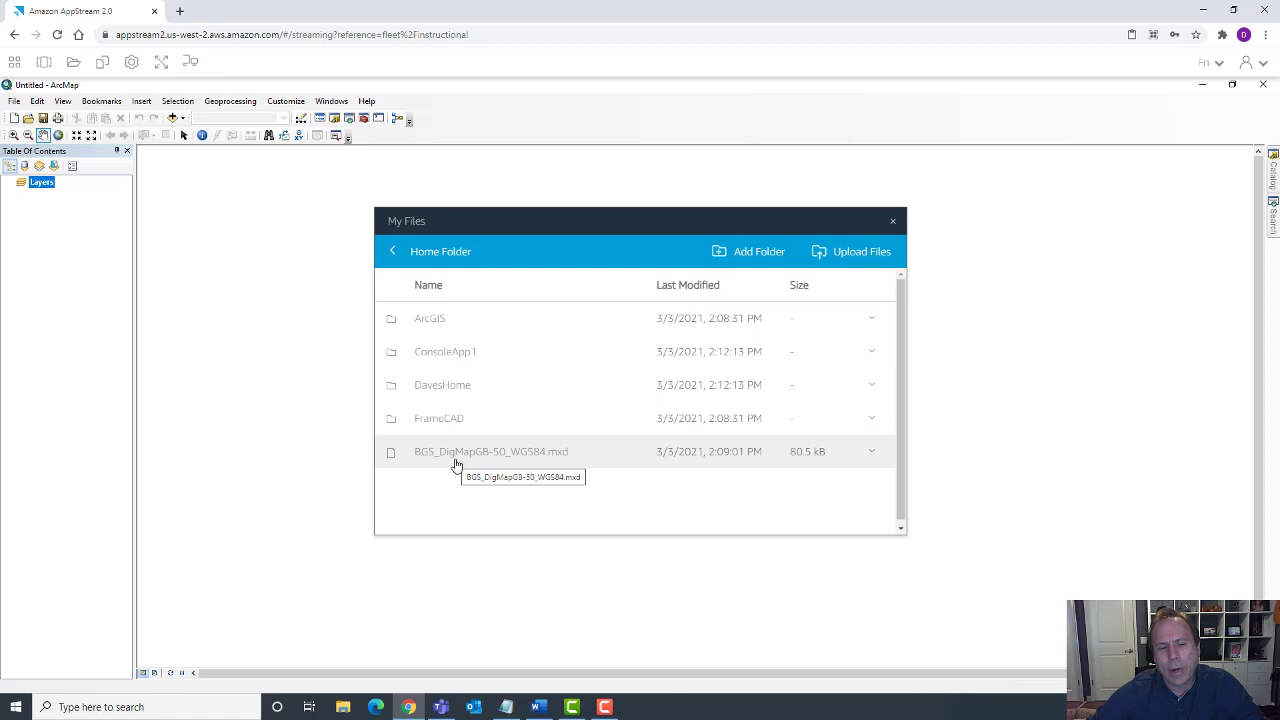 Amazon AppStream 2.0
appstream2.us-west-2.aws.amazon.com/#/streaming?reference=fleet%2Finstructional
D
Fn
Untitled - ArcMap
File Edit View Bookmarks Insert Selection Geoprocessing Customize Windows Help
Table Of Contents
Layers
My Files
Home Folder Add Folder Upload Files
Name Last Modified Size
ArcGIS 3/3/2021, 2:08:31 PM -
ConsoleApp1 3/3/2021, 2:12:13 PM -
DavesHome 3/3/2021, 2:12:13 PM -
FrameCAD 3/3/2021, 2:08:31 PM -
BGS_DigMapGB-50_WGS84.mxd 3/3/2021, 2:09:01 PM 80.5 kB
BGS_DigMapGB-50_WGS84.mxd
Catalog
Search
Type here to search